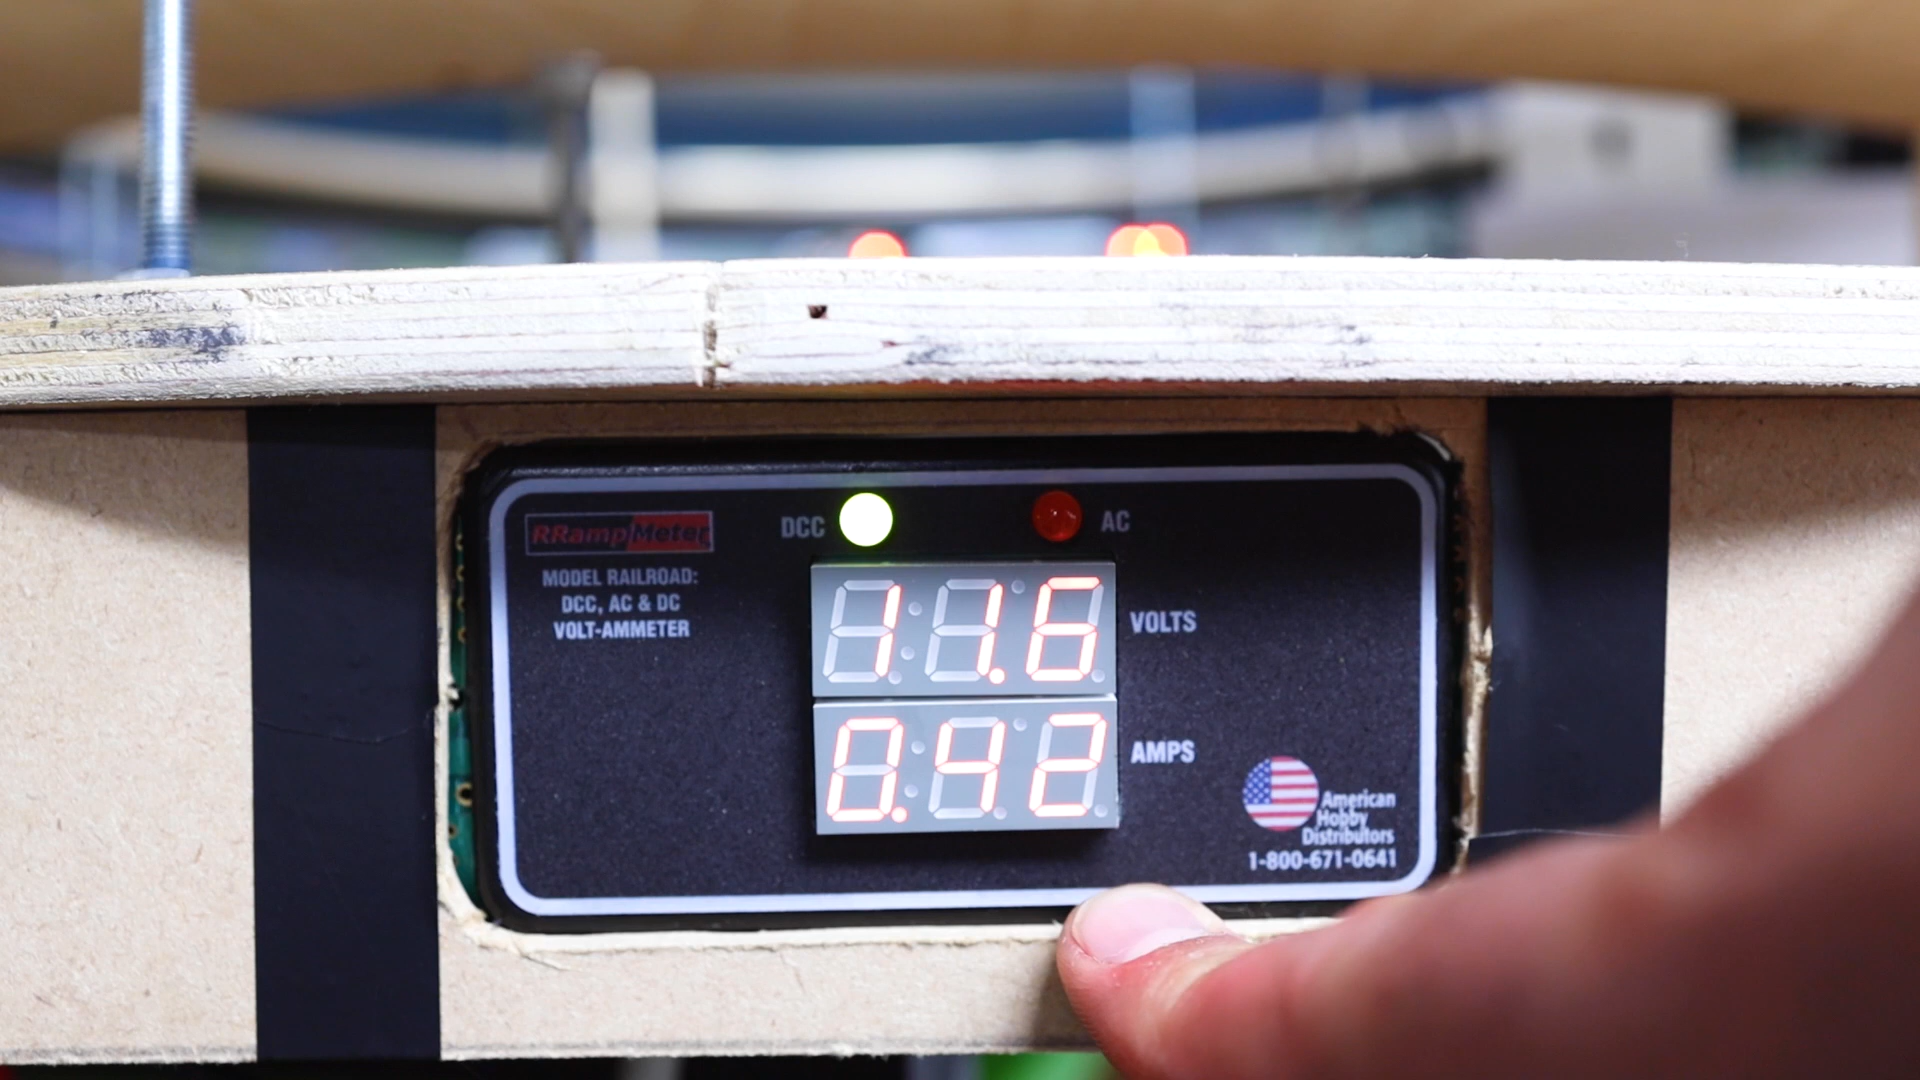 RRampMeter
MODEL RAILROAD:
DCC, AC & DC
VOLT-AMMETER
DCC
AC
11.6
VOLTS
0.42
AMPS
American
Hobby
Distributors
1-800-671-0641